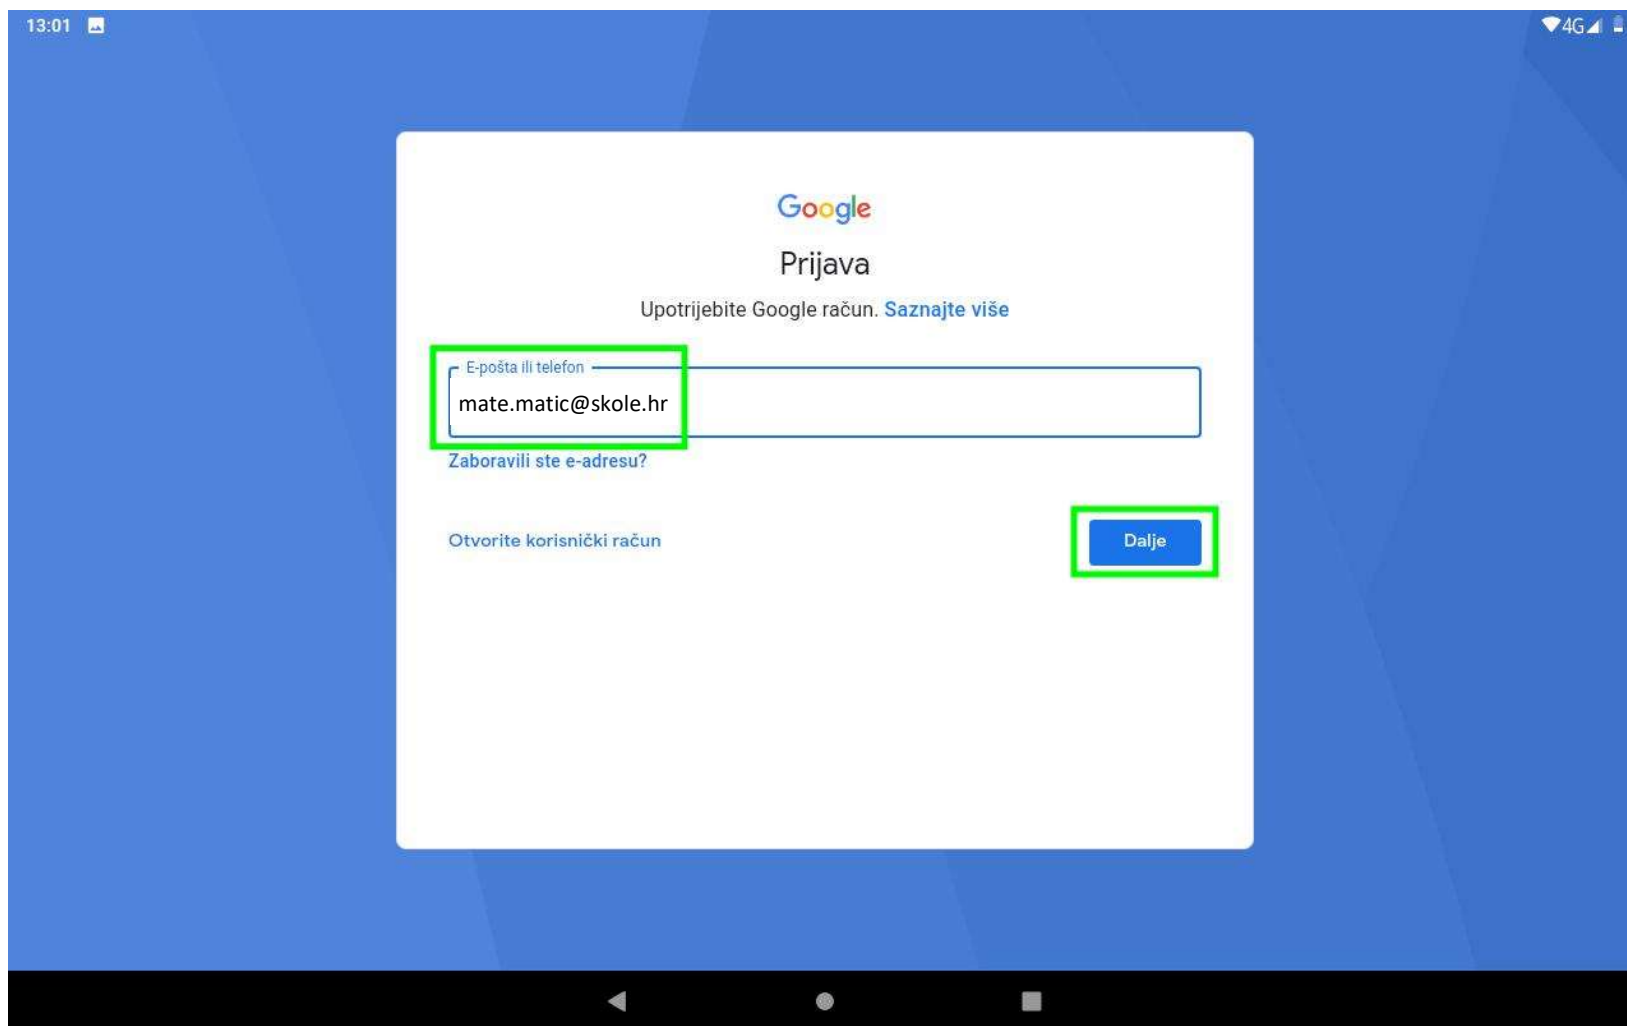 13:01
4G
Google
Prijava
Upotrijebite Google račun. Saznajte više
E-pošta ili telefon
mate.matic@skole.hr
Zaboravili ste e-adresu?
Otvorite korisnički račun
Dalje